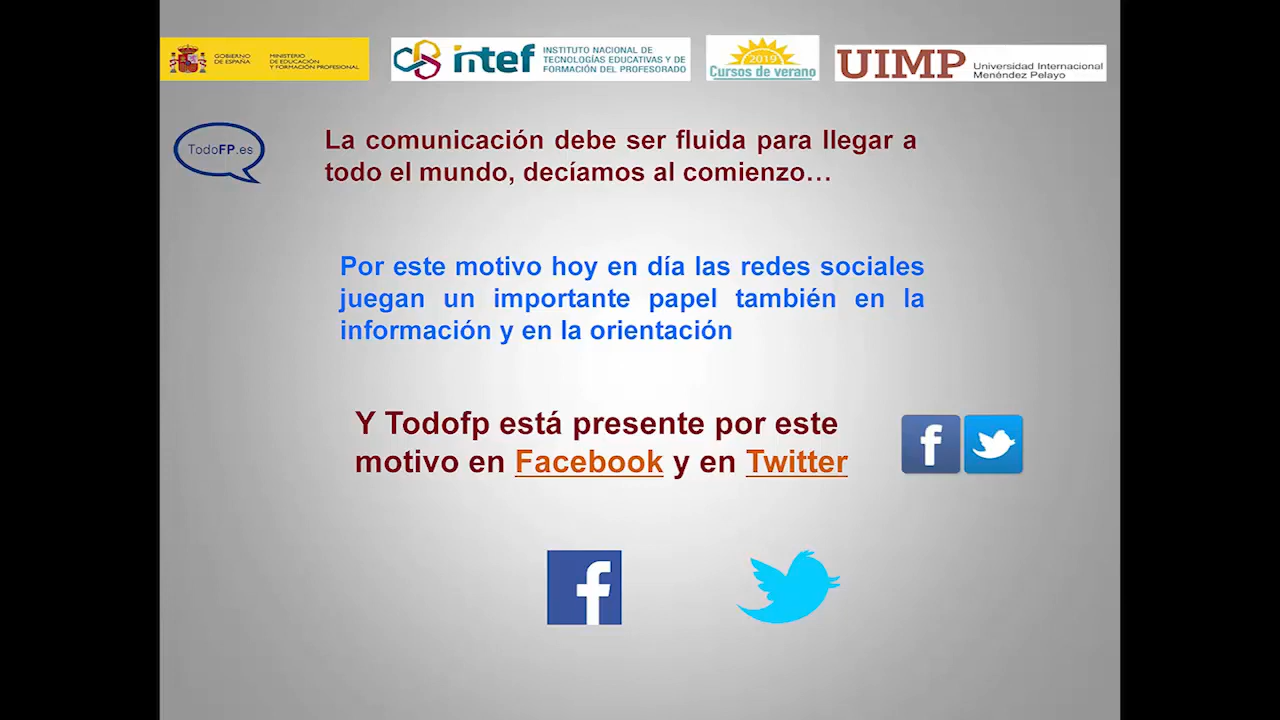 GOBIERNO
DE ESPAÑA
MINISTERIO
DE EDUCACIÓN
Y FORMACIÓN PROFESIONAL
intef
INSTITUTO NACIONAL DE
TECNOLOGÍAS EDUCATIVAS Y DE
FORMACIÓN DEL PROFESORADO
2019
Cursos de verano
UIMP
Universidad Internacional
Menéndez Pelayo
TodoFP.es
La comunicación debe ser fluida para llegar a
todo el mundo, decíamos al comienzo…
Por este motivo hoy en día las redes sociales
juegan un importante papel también en la
información y en la orientación
Y Todofp está presente por este
motivo en Facebook y en Twitter